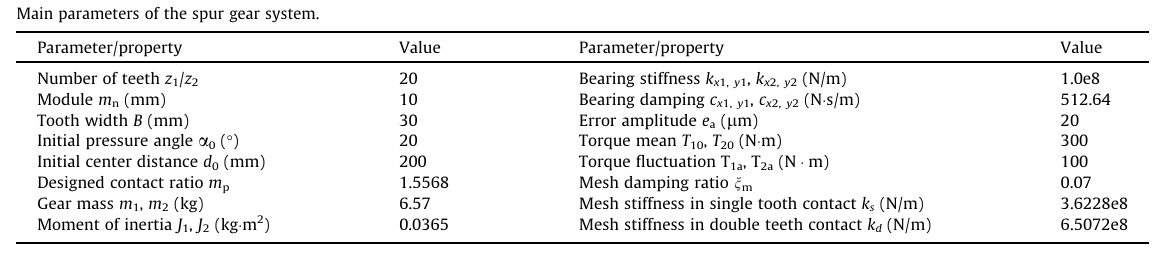 Main parameters of the spur gear system.
Parameter/property Value Parameter/property Value
Number of teeth z1/z2 20 Bearing stiffness kx1, y1, kx2, y2 (N/m) 1.0e8
Module mn (mm) 10 Bearing damping cx1, y1, cx2, y2 (N·s/m) 512.64
Tooth width B (mm) 30 Error amplitude ea (μm) 20
Initial pressure angle α0 (°) 20 Torque mean T10, T20 (N·m) 300
Initial center distance d0 (mm) 200 Torque fluctuation T1a, T2a (N · m) 100
Designed contact ratio mp 1.5568 Mesh damping ratio ξm 0.07
Gear mass m1, m2 (kg) 6.57 Mesh stiffness in single tooth contact ks (N/m) 3.6228e8
Moment of inertia J1, J2 (kg·m2) 0.0365 Mesh stiffness in double teeth contact kd (N/m) 6.5072e8